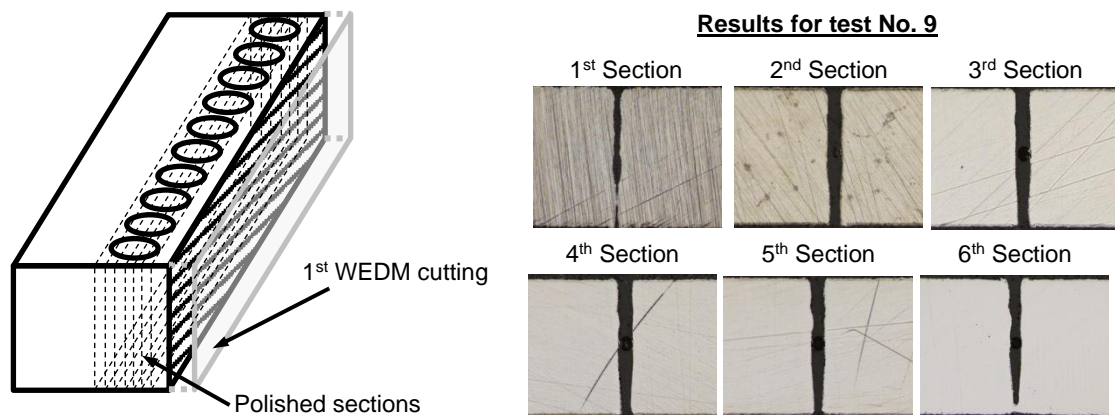 Results for test No. 9
1st Section
2nd Section
3rd Section
4th Section
5th Section
6th Section
1st WEDM cutting
Polished sections